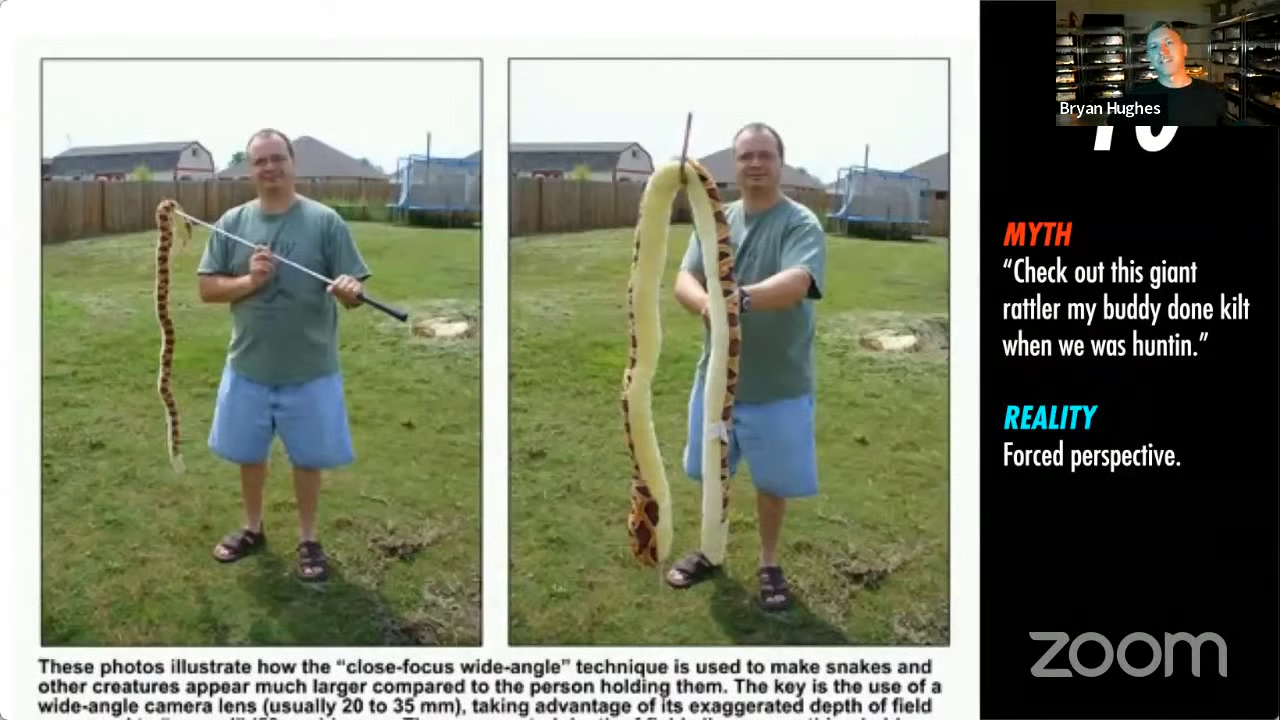 Bryan Hughes
10
MYTH
“Check out this giant
rattler my buddy done kilt
when we was huntin.”
REALITY
Forced perspective.
These photos illustrate how the “close-focus wide-angle” technique is used to make snakes and
other creatures appear much larger compared to the person holding them. The key is the use of a
wide-angle camera lens (usually 20 to 35 mm), taking advantage of its exaggerated depth of field
zoom